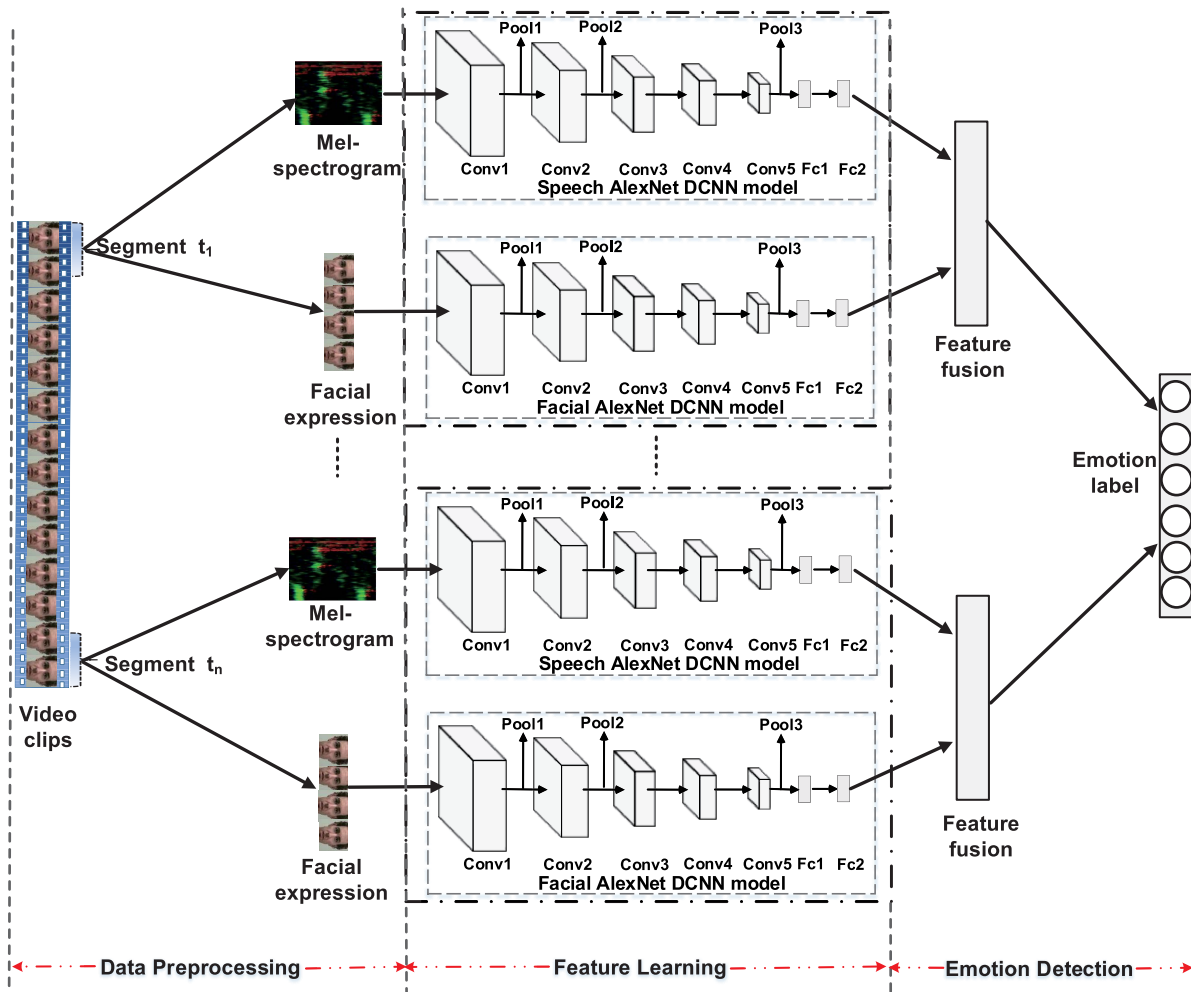 Pool1
Pool2
Pool3
Mel-
spectrogram
Conv1
Conv2
Conv3
Conv4
Conv5
Fc1
Fc2
Speech AlexNet DCNN model
Segment t1
Pool1
Pool2
Pool3
Facial
expression
Conv1
Conv2
Conv3
Conv4
Conv5
Fc1
Fc2
Facial AlexNet DCNN model
Feature
fusion
Emotion
label
Pool1
Pool2
Pool3
Mel-
spectrogram
Conv1
Conv2
Conv3
Conv4
Conv5
Fc1
Fc2
Speech AlexNet DCNN model
Segment tn
Video
clips
Pool1
Pool2
Pool3
Facial
expression
Conv1
Conv2
Conv3
Conv4
Conv5
Fc1
Fc2
Facial AlexNet DCNN model
Feature
fusion
Data Preprocessing
Feature Learning
Emotion Detection